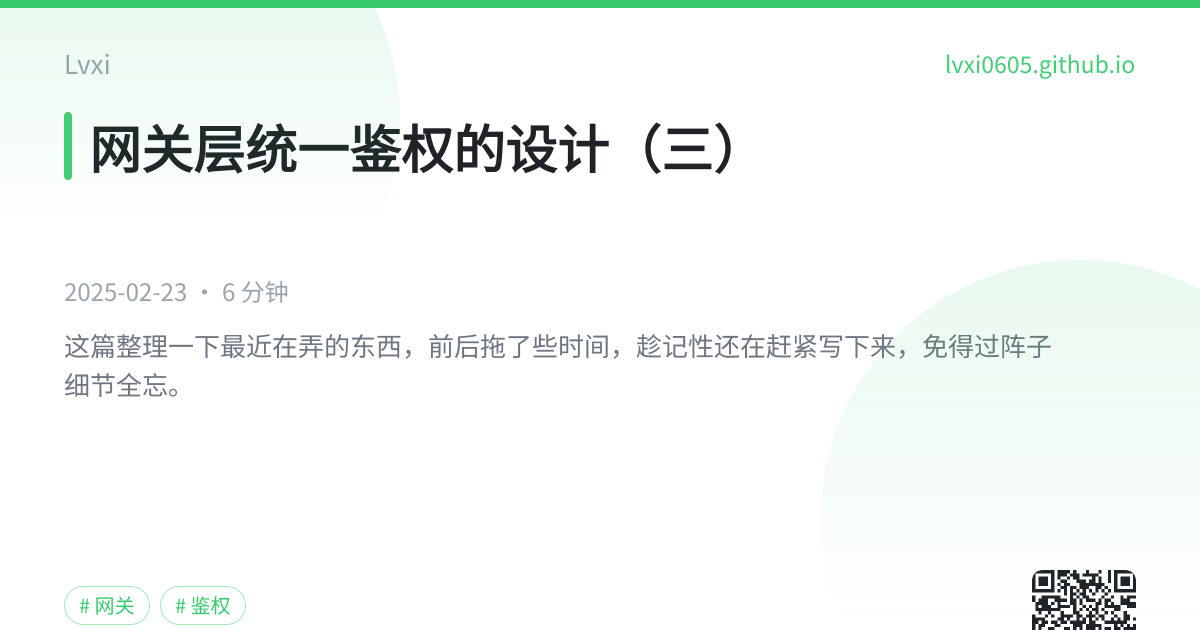 Lvxi
lvxi0605.github.io
网关层统一鉴权的设计（三）
2025-02-23 · 6 分钟
这篇整理一下最近在弄的东西，前后拖了些时间，趁记性还在赶紧写下来，免得过阵子
细节全忘。
# 网关
# 鉴权